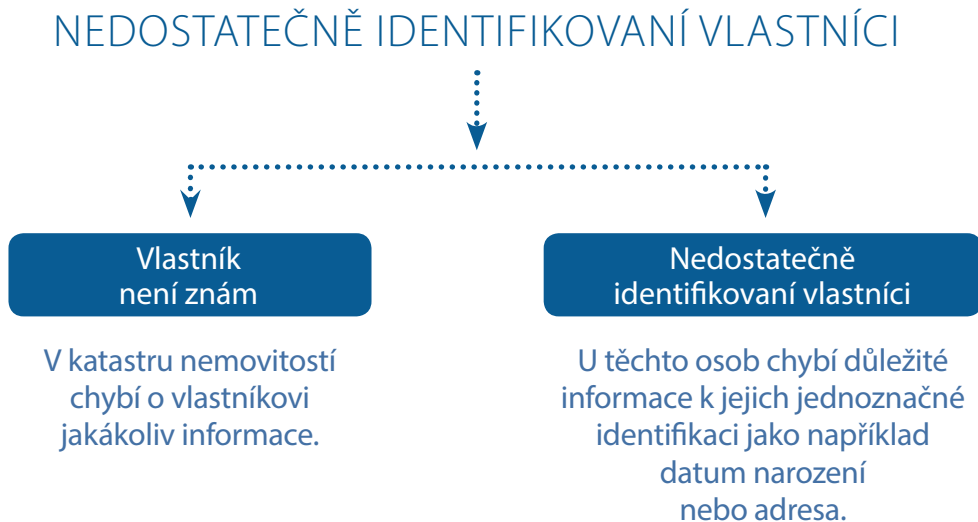 NEDOSTATEČNĚ IDENTIFIKOVANÍ VLASTNÍCI
Vlastník
není znám
V katastru nemovitostí
chybí o vlastníkovi
jakákoliv informace.
Nedostatečně
identifikovaní vlastníci
U těchto osob chybí důležité
informace k jejich jednoznačné
identifikaci jako například
datum narození
nebo adresa.